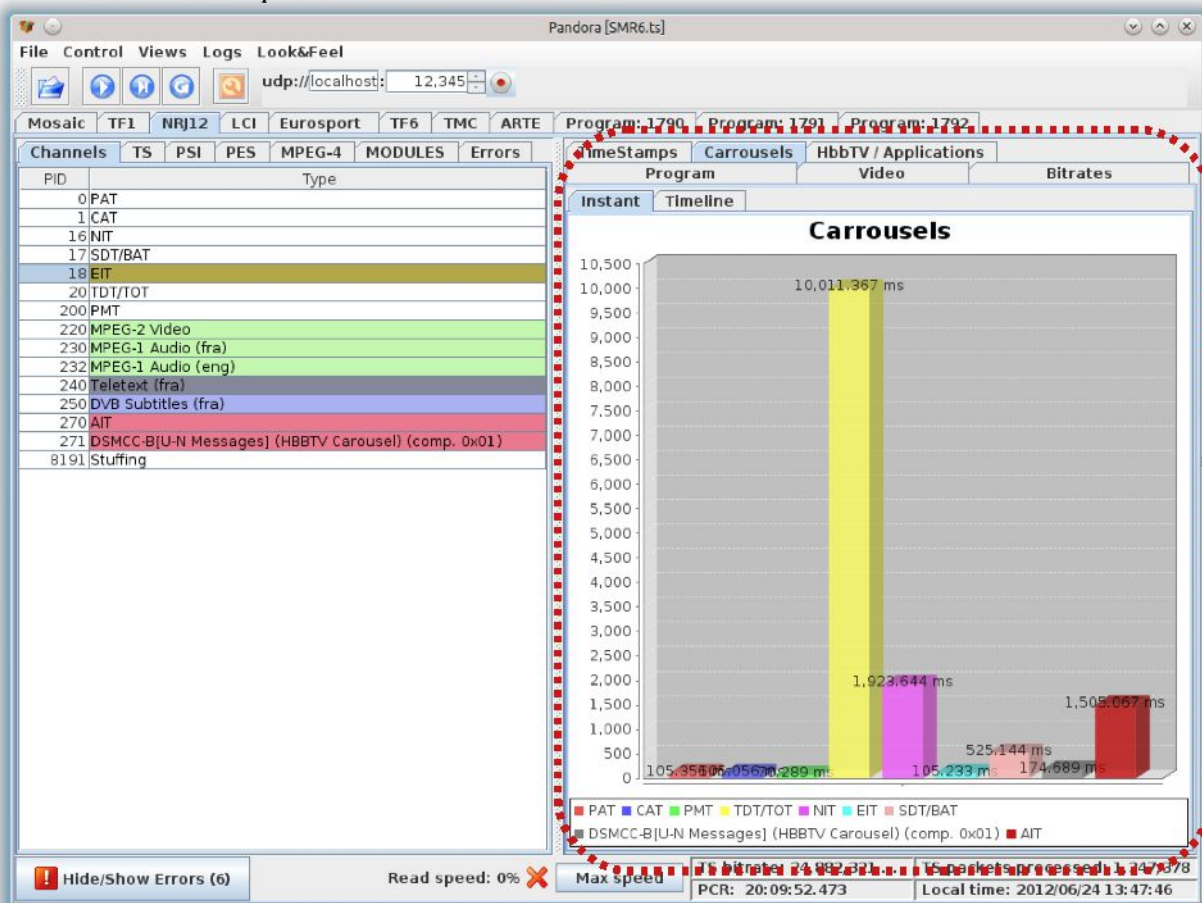 Pandora [SMR6.ts]
File Control Views Logs Look&Feel
udp://localhost: 12,345
Mosaic TF1 NRJ12 LCI Eurosport TF6 TMC ARTE Program: 1790 Program: 1791 Program: 1792
Channels TS PSI PES MPEG-4 MODULES Errors
PID Type
0 PAT
1 CAT
16 NIT
17 SDT/BAT
18 EIT
20 TDT/TOT
200 PMT
220 MPEG-2 Video
230 MPEG-1 Audio (fra)
232 MPEG-1 Audio (eng)
240 Teletext (fra)
250 DVB Subtitles (fra)
270 AIT
271 DSMCC-B[U-N Messages] (HBBTV Carousel) (comp. 0x01)
8191 Stuffing
TimeStamps Carrousels HbbTV / Applications
Program Video Bitrates
Instant Timeline
Carrousels
10,500
10,000
9,500
9,000
8,500
8,000
7,500
7,000
6,500
6,000
5,500
5,000
4,500
4,000
3,500
3,000
2,500
2,000
1,500
1,000
500
0
10,011.367 ms
1,923.644 ms
1,505.067 ms
525.144 ms
105.233 ms
174.689 ms
PAT CAT PMT TDT/TOT NIT EIT SDT/BAT
DSMCC-B[U-N Messages] (HBBTV Carousel) (comp. 0x01) AIT
Hide/Show Errors (6)
Read speed: 0%
Max speed
TS bitrate: TS packets processed:
PCR: 20:09:52.473 Local time: 2012/06/24 13:47:46